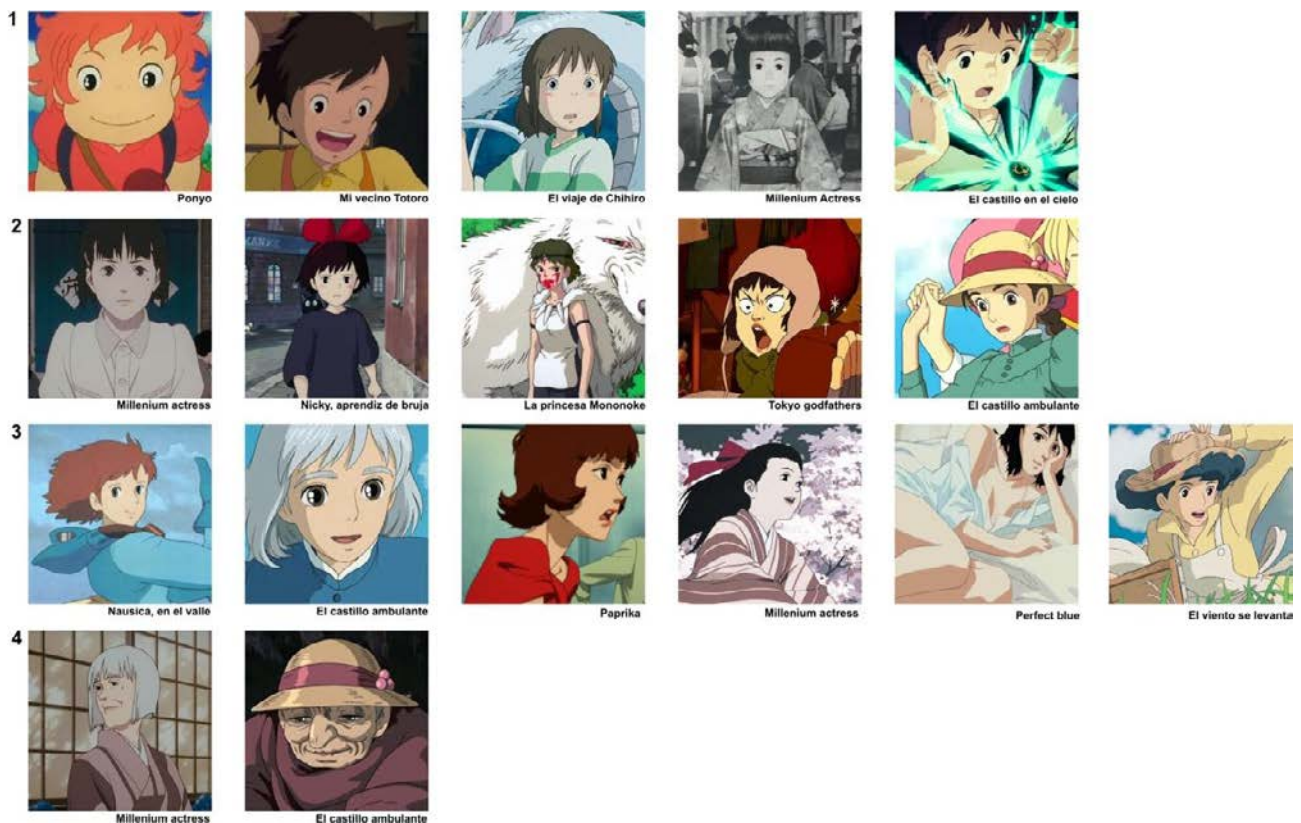 1
Ponyo
Mi vecino Totoro
El viaje de Chihiro
Millenium Actress
El castillo en el cielo
2
Millenium actress
Nicky, aprendiz de bruja
La princesa Mononoke
Tokyo godfathers
El castillo ambulante
3
Nausica, en el valle
El castillo ambulante
Paprika
Millenium actress
Perfect blue
El viento se levanta
4
Millenium actress
El castillo ambulante